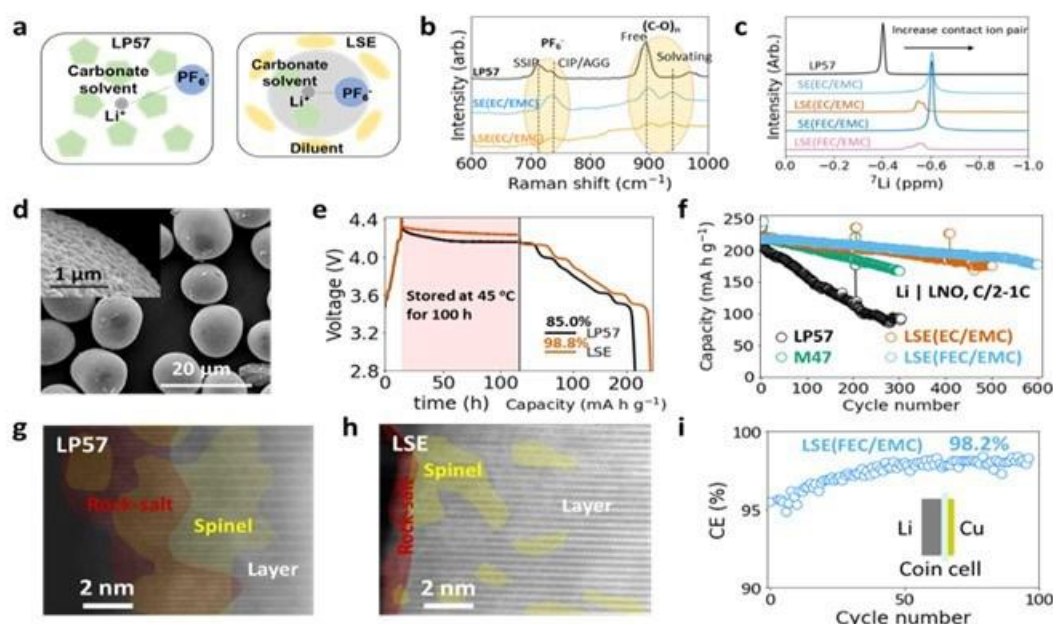 a
LP57
Carbonate
solvent
PF₆⁻
Li⁺
LSE
Carbonate
solvent
PF₆⁻
Li⁺
Diluent
b
Intensity (Arb.)
(C-O)ₙ
PF₆⁻
Free
SSIP
CIP/AGG
Solvating
LP57
SE(EC/EMC)
LSE(EC/EMC)
600 700 800 900 1000
Raman shift (cm⁻¹)
c
Intensity (Arb.)
Increase contact ion pair
LP57
SE(EC/EMC)
LSE(EC/EMC)
SE(FEC/EMC)
LSE(FEC/EMC)
0.0 −0.2 −0.4 −0.6 −0.8 −1.0
⁷Li (ppm)
d
1 μm
20 μm
e
Voltage (V)
4.4
4.0
3.6
3.2
2.8
Stored at 45 °C
for 100 h
85.0%
LP57
98.8%
LSE
0 50 100 100 200
time (h) Capacity (mA h g⁻¹)
f
Capacity (mA h g⁻¹)
250
200
150
100
50
0
Li | LNO, C/2-1C
LP57
LSE(EC/EMC)
M47
LSE(FEC/EMC)
0 100 200 300 400 500 600
Cycle number
g
LP57
Rock-salt
Spinel
Layer
2 nm
h
LSE
Spinel
Rock-salt
Layer
2 nm
i
CE (%)
100
95
90
LSE(FEC/EMC) 98.2%
Li Cu
Coin cell
0 50 100
Cycle number